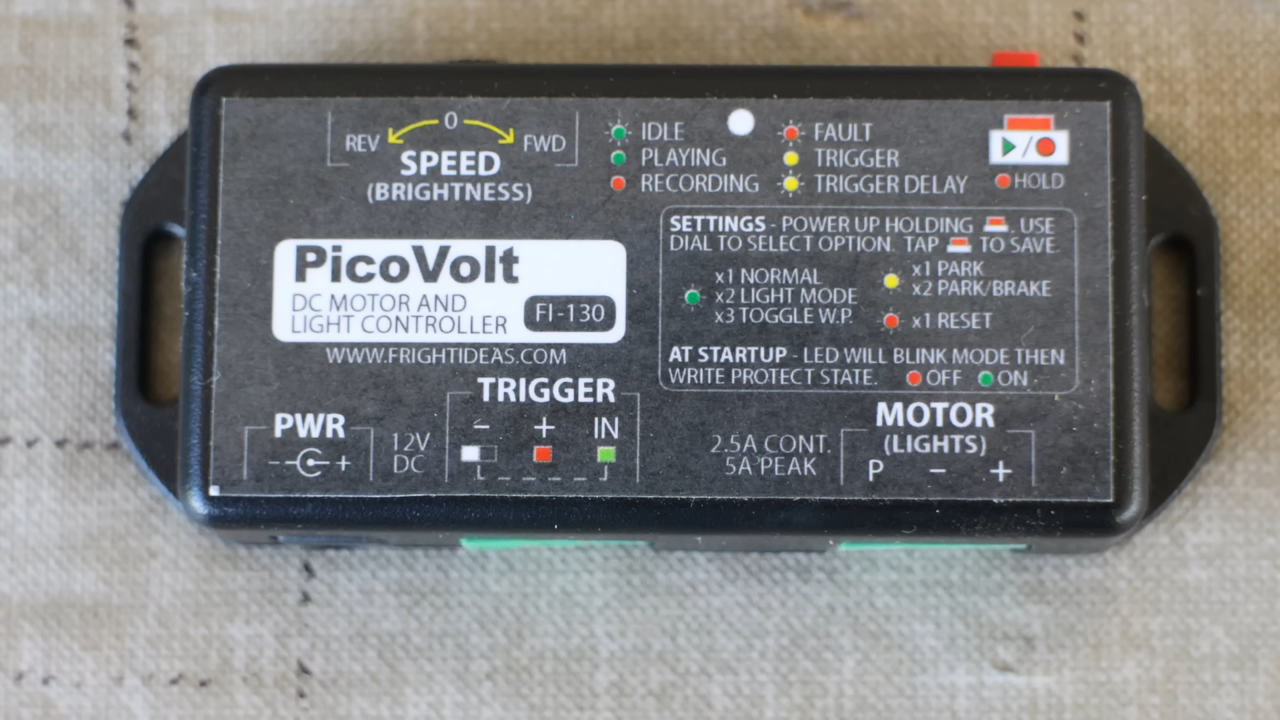 REV 0 FWD
SPEED
(BRIGHTNESS)
IDLE
PLAYING
RECORDING
FAULT
TRIGGER
TRIGGER DELAY
/
HOLD
PicoVolt
DC MOTOR AND
LIGHT CONTROLLER
FI-130
WWW.FRIGHTIDEAS.COM
SETTINGS - POWER UP HOLDING . USE
DIAL TO SELECT OPTION. TAP TO SAVE.
x1 NORMAL
x2 LIGHT MODE
x3 TOGGLE W.P.
x1 PARK
x2 PARK/BRAKE
x1 RESET
AT STARTUP - LED WILL BLINK MODE THEN
WRITE PROTECT STATE. OFF ON
PWR
- +
12V
DC
TRIGGER
- + IN
2.5A CONT.
5A PEAK
MOTOR
(LIGHTS)
P - +